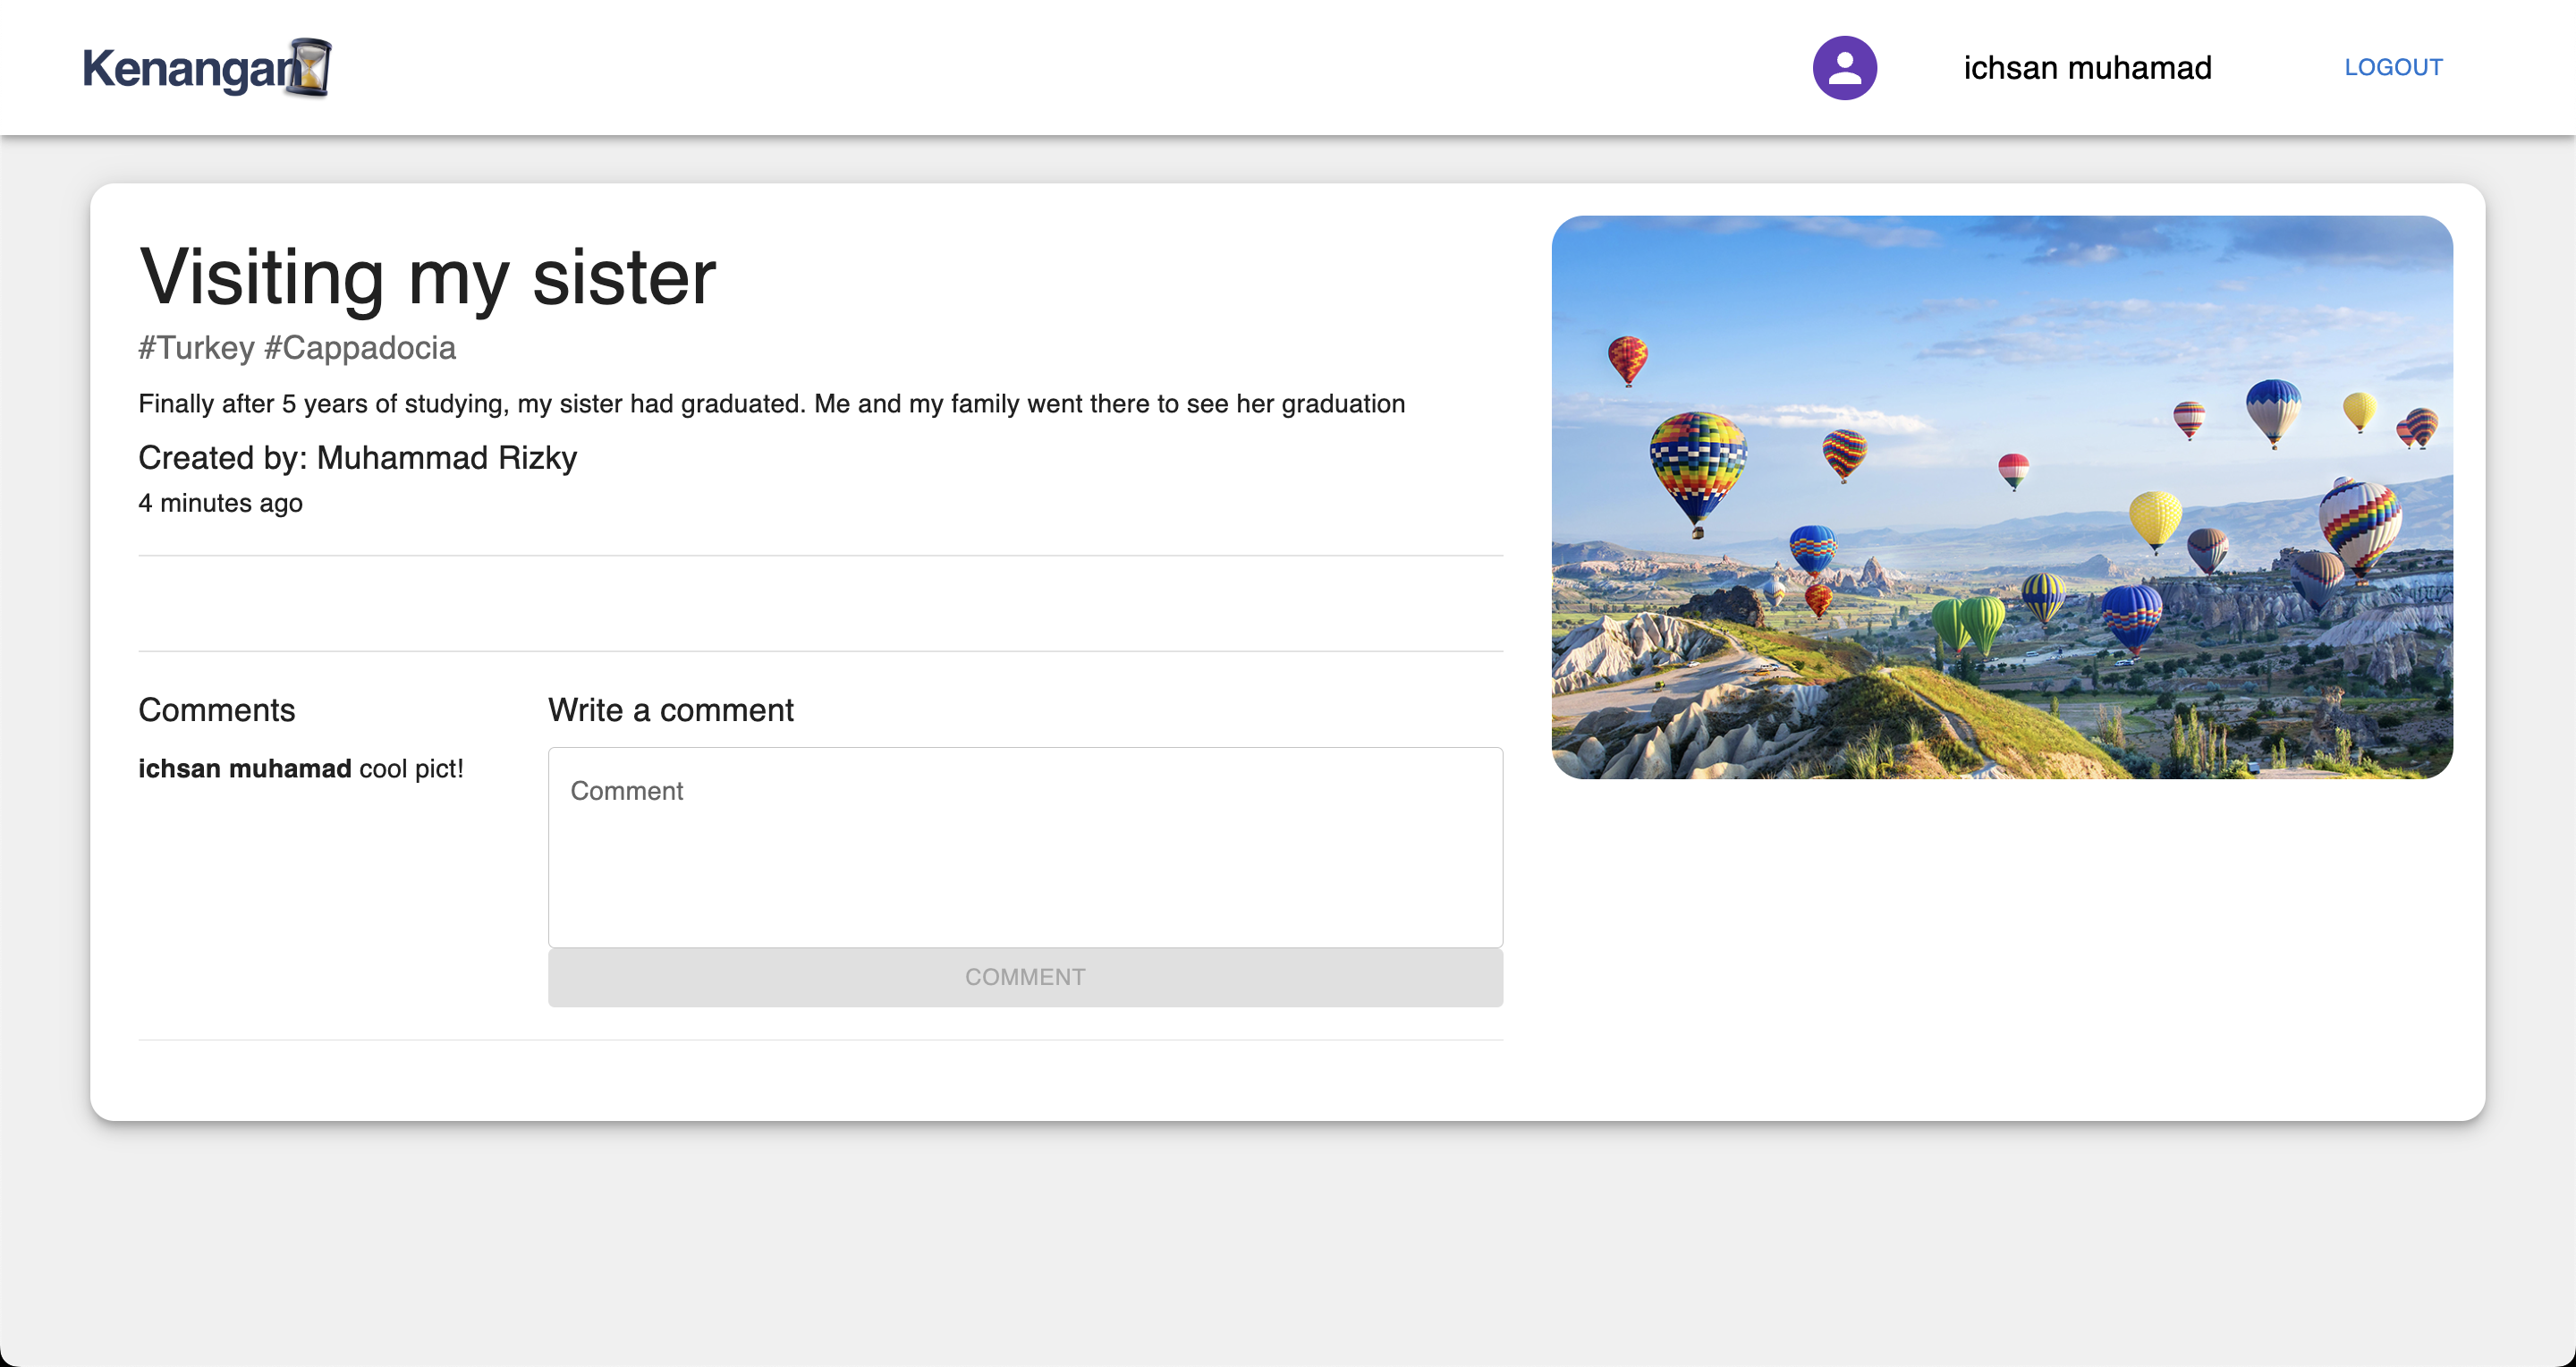 Kenangan
ichsan muhamad
LOGOUT
Visiting my sister
#Turkey #Cappadocia
Finally after 5 years of studying, my sister had graduated. Me and my family went there to see her graduation
Created by: Muhammad Rizky
4 minutes ago
Comments
ichsan muhamad cool pict!
Write a comment
Comment
COMMENT